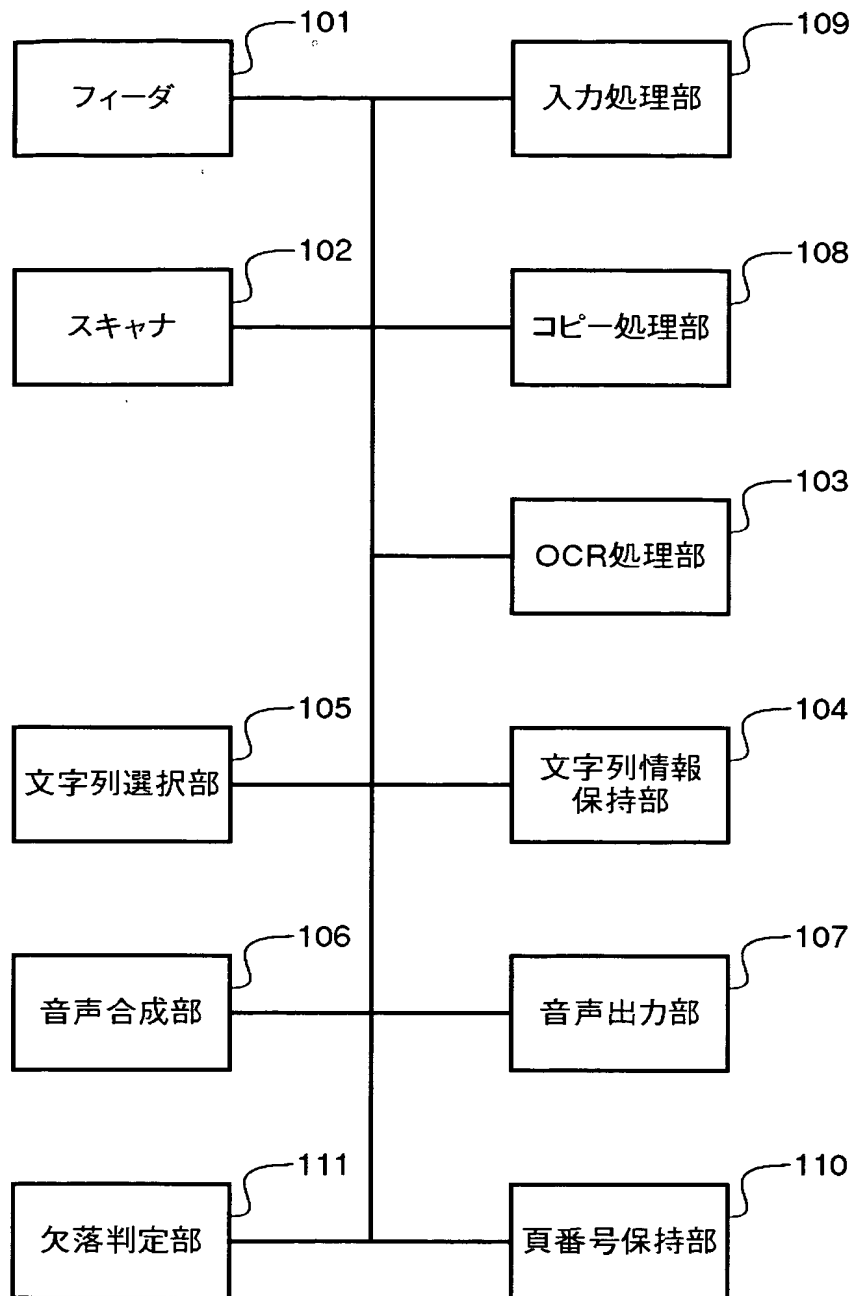 101
フィーダ
109
入力処理部
102
スキャナ
108
コピー処理部
103
OCR処理部
105
文字列選択部
104
文字列情報
保持部
106
音声合成部
107
音声出力部
111
欠落判定部
110
頁番号保持部